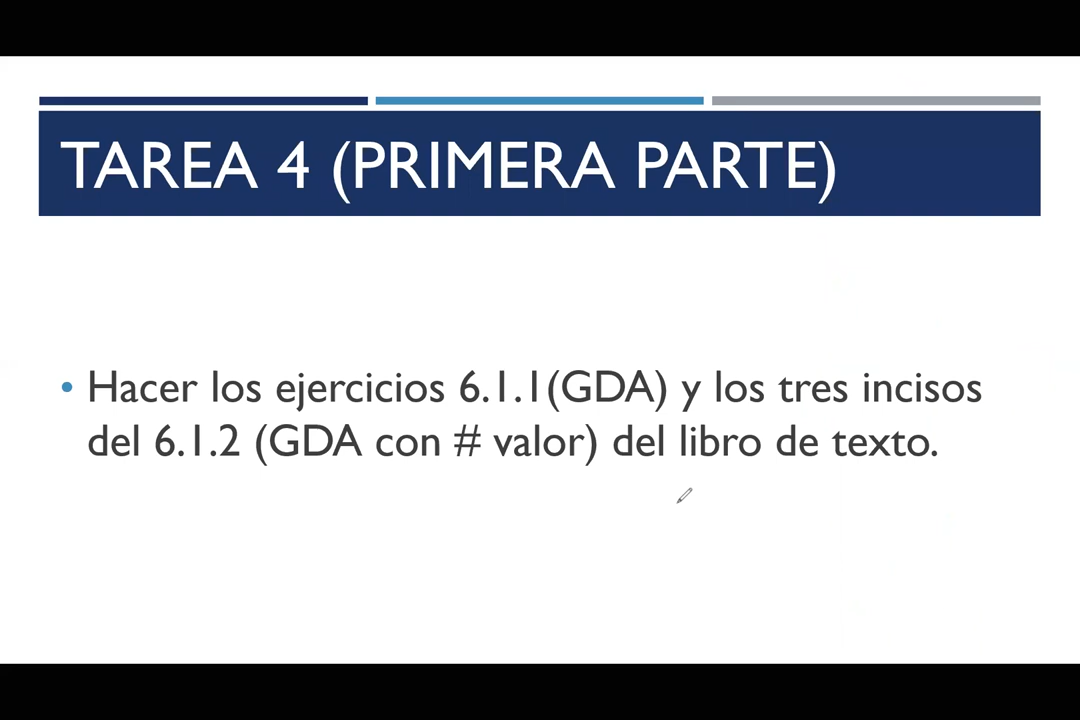 TAREA 4 (PRIMERA PARTE)
• Hacer los ejercicios 6.1.1(GDA) y los tres incisos
del 6.1.2 (GDA con # valor) del libro de texto.